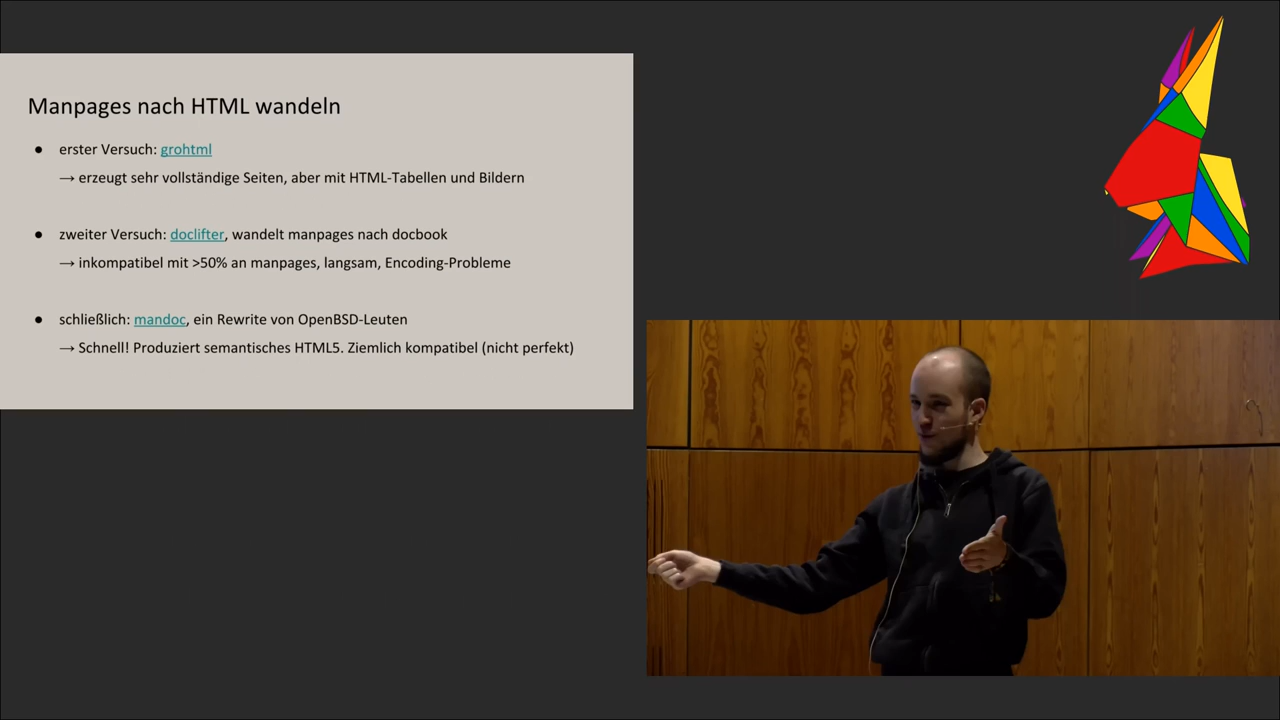 Manpages nach HTML wandeln
● erster Versuch: grohtml
→ erzeugt sehr vollständige Seiten, aber mit HTML-Tabellen und Bildern
● zweiter Versuch: doclifter, wandelt manpages nach docbook
→ inkompatibel mit >50% an manpages, langsam, Encoding-Probleme
● schließlich: mandoc, ein Rewrite von OpenBSD-Leuten
→ Schnell! Produziert semantisches HTML5. Ziemlich kompatibel (nicht perfekt)